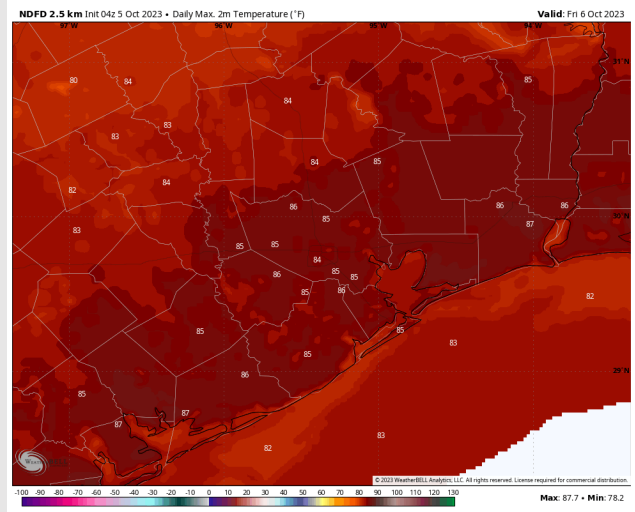 NDFD 2.5 km Init 04z 5 Oct 2023 • Daily Max. 2m Temperature (°F)
Valid: Fri 6 Oct 2023
97°W 96°W 95°W 94°W
31°N
80 84 84 85
83 83
84 85
82 84
86 86 86
83 85 87
85 85
84
86 85 85
85 86
82
85 85
83
85
86
85
87 87
83
82
30°N
29°N
© 2023 WeatherBELL Analytics, LLC. All rights reserved. License required for commercial distribution.
-100 -90 -80 -70 -60 -50 -40 -30 -20 -10 0 10 20 30 40 50 60 70 80 90 100 110 120 130
Max: 87.7 • Min: 78.2